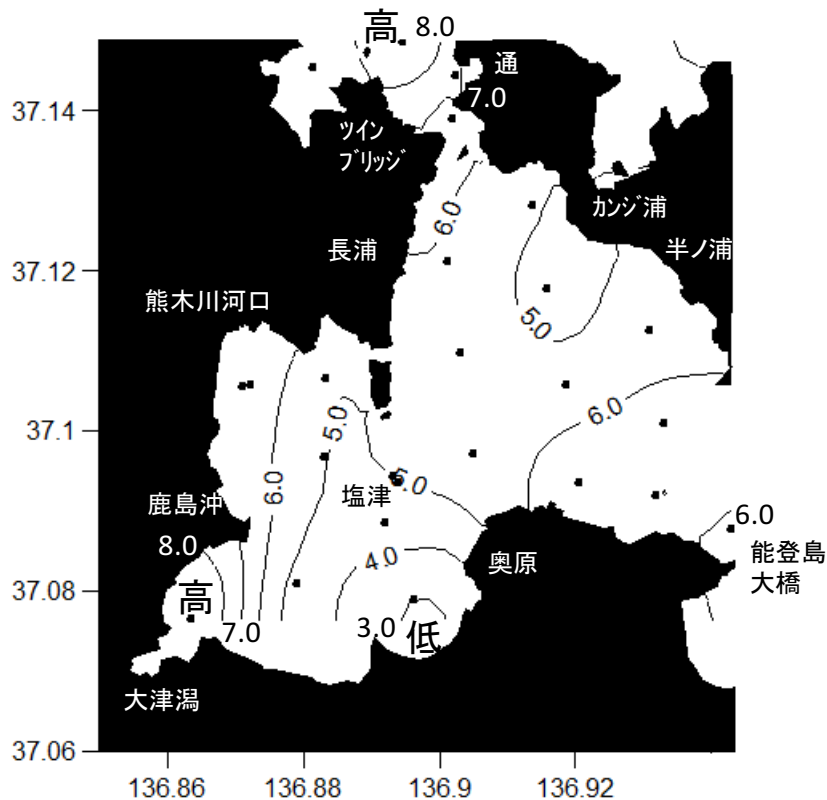 高
8.0
通
7.0
37.14
ツイン
ブリッジ
カンジ浦
6.0
長浦
半ノ浦
37.12
熊木川河口
5.0
6.0
37.1
5.0
6.0
塩津
5.0
鹿島沖
8.0
4.0
奥原
6.0
能登島
大橋
37.08
高
7.0
3.0
低
大津潟
37.06
136.86
136.88
136.9
136.92